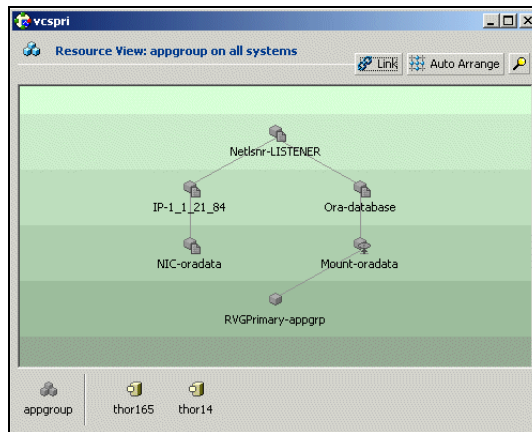 vcspri
Resource View: appgroup on all systems
Link
Auto Arrange
Netlsnr-LISTENER
IP-1_1_21_84
Ora-database
NIC-oradata
Mount-oradata
RVGPrimary-appgrp
appgroup
thor165
thor14